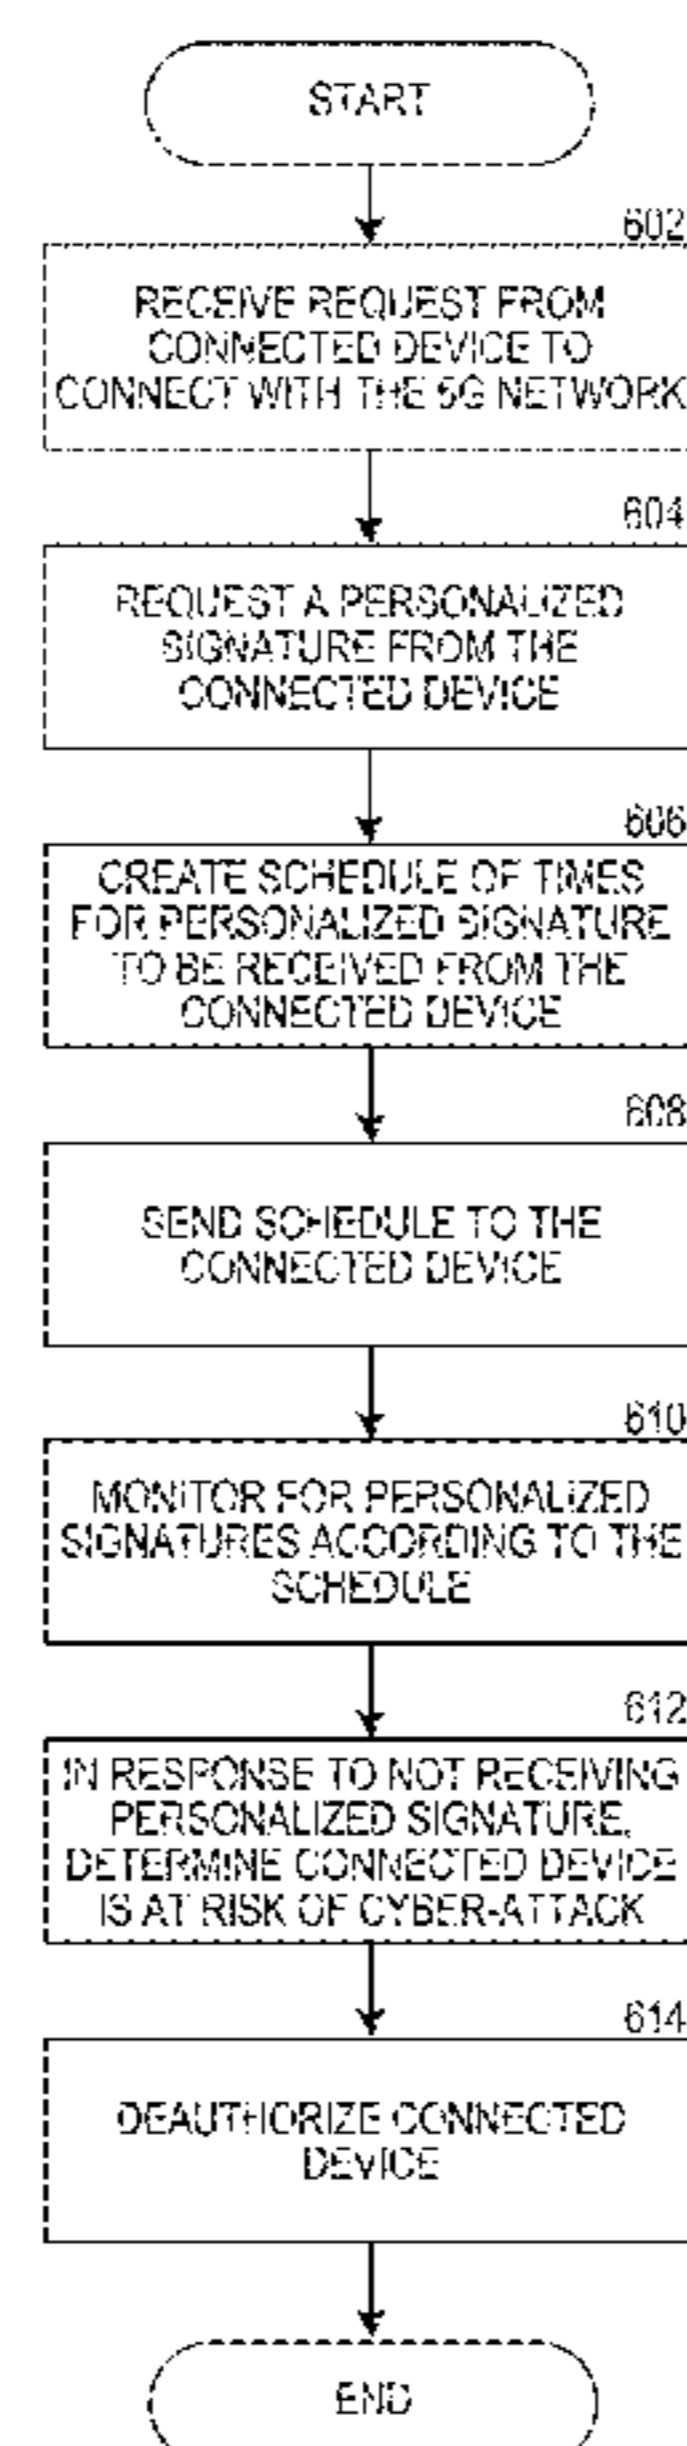 START
602
RECEIVE REQUEST FROM
CONNECTED DEVICE TO
CONNECT WITH THE 5G NETWORK
604
REQUEST A PERSONALIZED
SIGNATURE FROM THE
CONNECTED DEVICE
606
CREATE SCHEDULE OF TIMES
FOR PERSONALIZED SIGNATURE
TO BE RECEIVED FROM THE
CONNECTED DEVICE
608
SEND SCHEDULE TO THE
CONNECTED DEVICE
610
MONITOR FOR PERSONALIZED
SIGNATURES ACCORDING TO THE
SCHEDULE
612
IN RESPONSE TO NOT RECEIVING
PERSONALIZED SIGNATURE,
DETERMINE CONNECTED DEVICE
IS AT RISK OF CYBER-ATTACK
614
DEAUTHORIZE CONNECTED
DEVICE
END